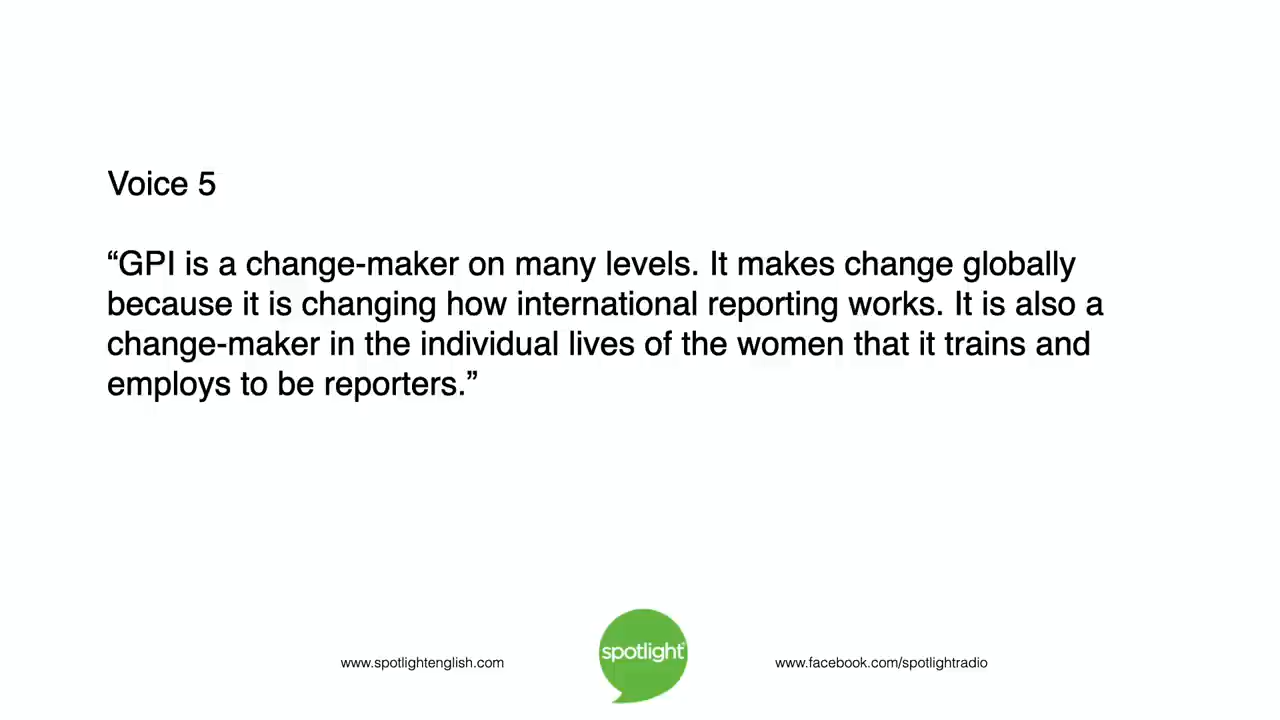 Voice 5
“GPI is a change-maker on many levels. It makes change globally
because it is changing how international reporting works. It is also a
change-maker in the individual lives of the women that it trains and
employs to be reporters.”
spotlight
www.spotlightenglish.com
www.facebook.com/spotlightradio